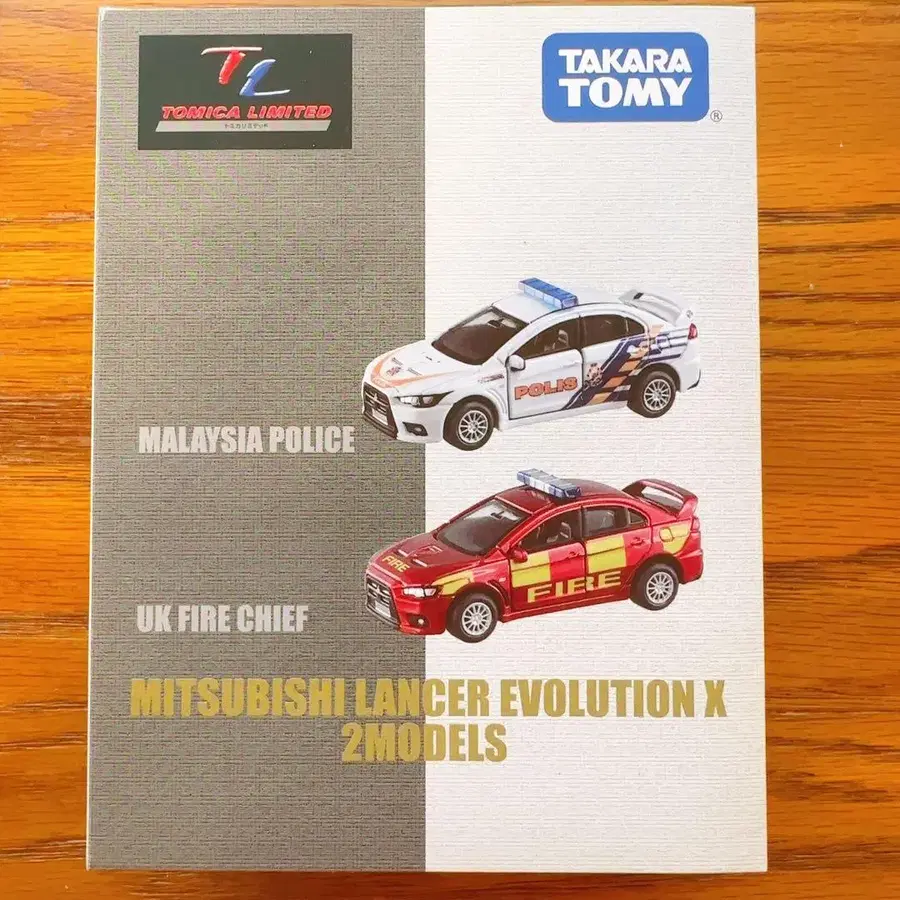 TL
TOMICA LIMITED
トミカリミテッド
TAKARA
TOMY
®
POLIS
MALAYSIA POLICE
FIRE
FIRE
UK FIRE CHIEF
MITSUBISHI LANCER EVOLUTION X
2MODELS